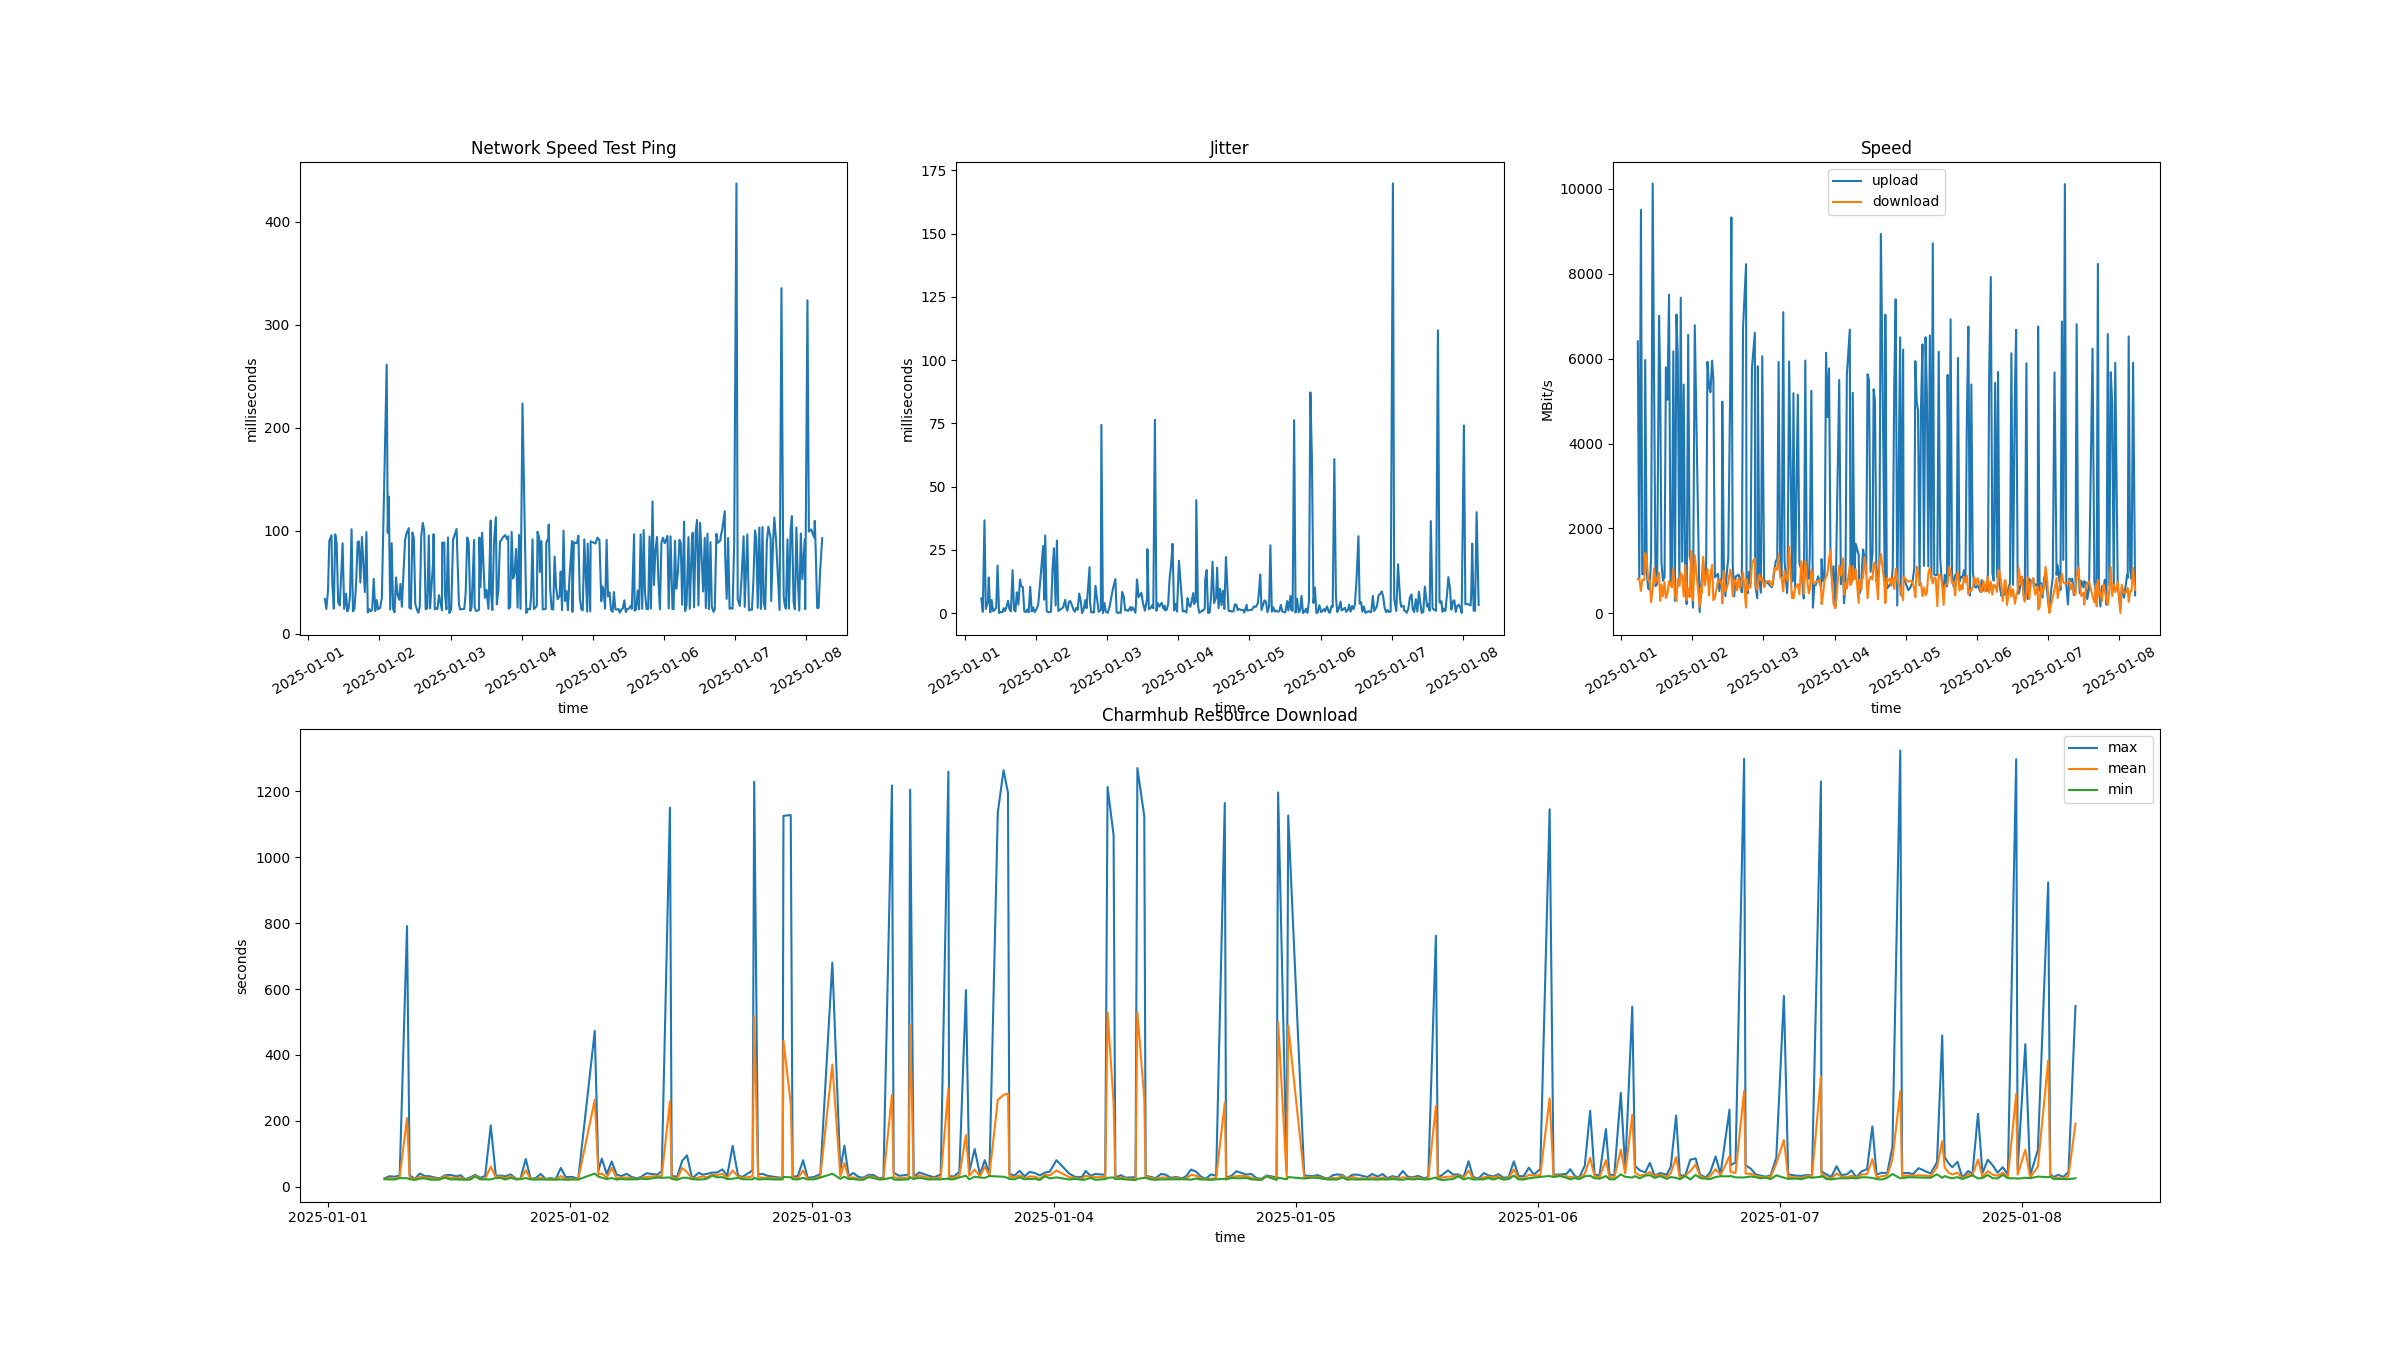 Network Speed Test Ping
milliseconds
400
300
200
100
0
2025-01-01 2025-01-02 2025-01-03 2025-01-04 2025-01-05 2025-01-06 2025-01-07 2025-01-08
time
Jitter
milliseconds
175
150
125
100
75
50
25
0
2025-01-01 2025-01-02 2025-01-03 2025-01-04 2025-01-05 2025-01-06 2025-01-07 2025-01-08
time
Speed
upload
download
MBit/s
10000
8000
6000
4000
2000
0
2025-01-01 2025-01-02 2025-01-03 2025-01-04 2025-01-05 2025-01-06 2025-01-07 2025-01-08
time
Charmhub Resource Download
max
mean
min
seconds
1200
1000
800
600
400
200
0
2025-01-01 2025-01-02 2025-01-03 2025-01-04 2025-01-05 2025-01-06 2025-01-07 2025-01-08
time